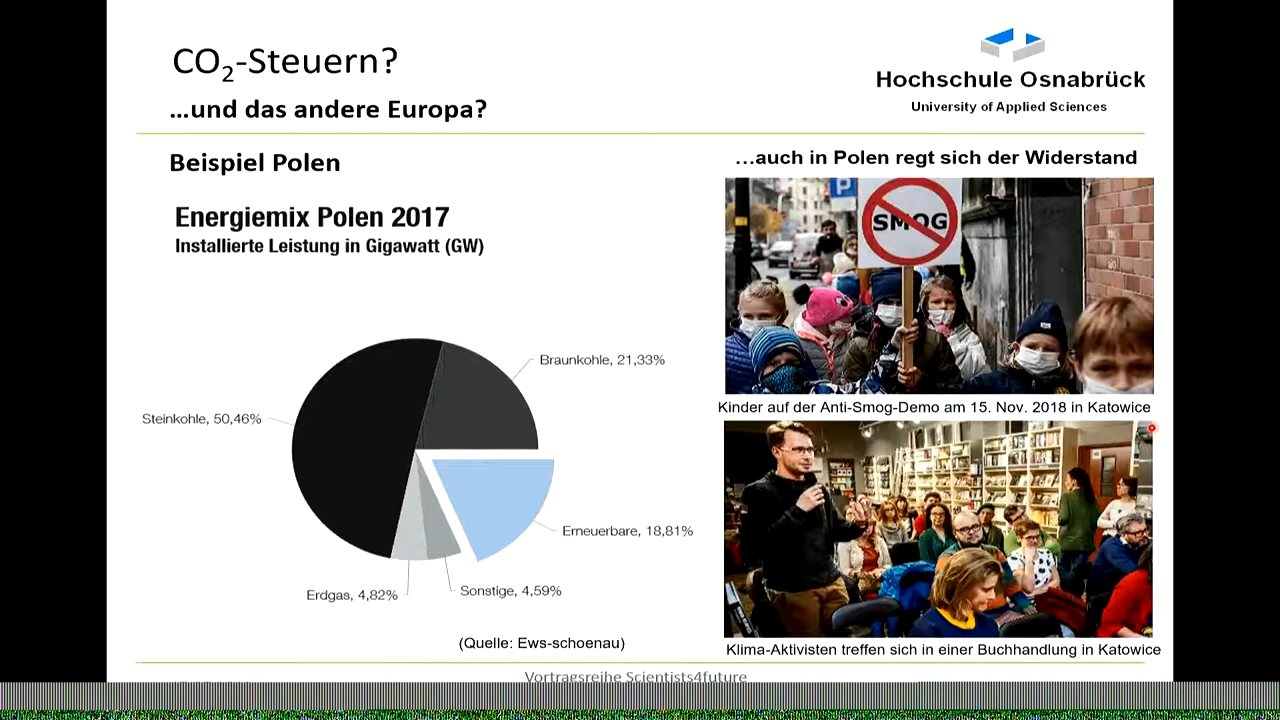 CO₂-Steuern?
...und das andere Europa?
Hochschule Osnabrück
University of Applied Sciences
Beispiel Polen
Energiemix Polen 2017
Installierte Leistung in Gigawatt (GW)
Braunkohle, 21,33%
Steinkohle, 50,46%
Erneuerbare, 18,81%
Erdgas, 4,82%
Sonstige, 4,59%
(Quelle: Ews-schoenau)
...auch in Polen regt sich der Widerstand
P
SMOG
Kinder auf der Anti-Smog-Demo am 15. Nov. 2018 in Katowice
Klima-Aktivisten treffen sich in einer Buchhandlung in Katowice
Vortragsreihe Scientists4future